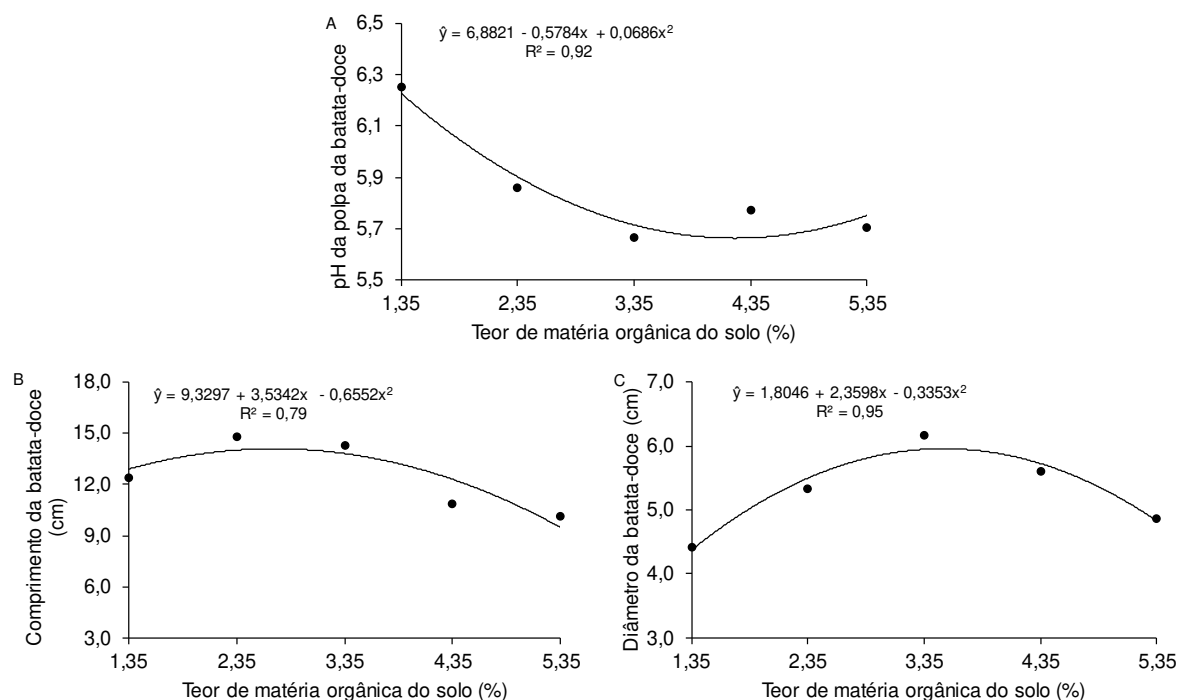 A
ŷ = 6,8821 - 0,5784x + 0,0686x²
R² = 0,92
pH da polpa da batata-doce
6,5
6,3
6,1
5,9
5,7
5,5
1,35 2,35 3,35 4,35 5,35
Teor de matéria orgânica do solo (%)
B
ŷ = 9,3297 + 3,5342x - 0,6552x²
R² = 0,79
Comprimento da batata-doce
(cm)
18,0
15,0
12,0
9,0
6,0
3,0
1,35 2,35 3,35 4,35 5,35
Teor de matéria orgânica do solo (%)
C
ŷ = 1,8046 + 2,3598x - 0,3353x²
R² = 0,95
Diâmetro da batata-doce (cm)
7,0
6,0
5,0
4,0
3,0
1,35 2,35 3,35 4,35 5,35
Teor de matéria orgânica do solo (%)